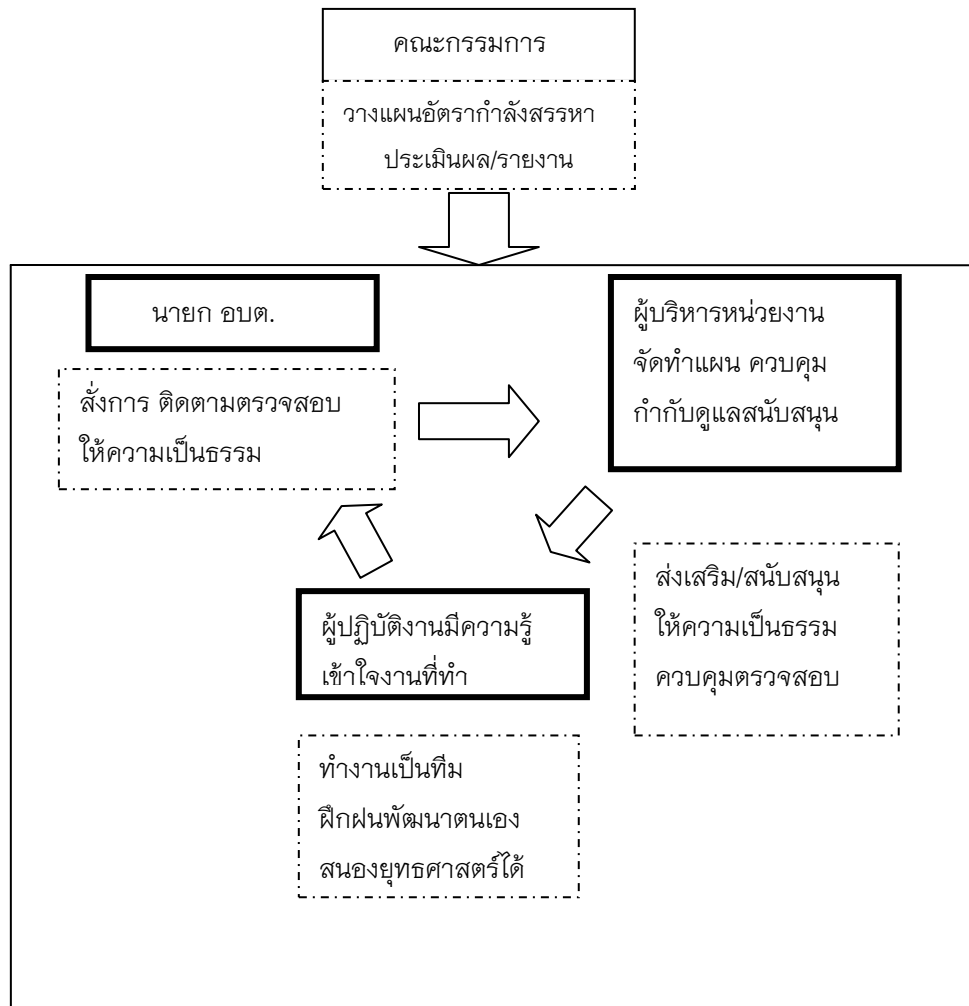 คณะกรรมการ
วางแผนอัตรากำลังสรรหา
ประเมินผล/รายงาน
นายก อบต.
สั่งการ ติดตามตรวจสอบ
ให้ความเป็นธรรม
ผู้บริหารหน่วยงาน
จัดทำแผน ควบคุม
กำกับดูแลสนับสนุน
ส่งเสริม/สนับสนุน
ให้ความเป็นธรรม
ควบคุมตรวจสอบ
ผู้ปฏิบัติงานมีความรู้
เข้าใจงานที่ทำ
ทำงานเป็นทีม
ฝึกฝนพัฒนาตนเอง
สนองยุทธศาสตร์ได้